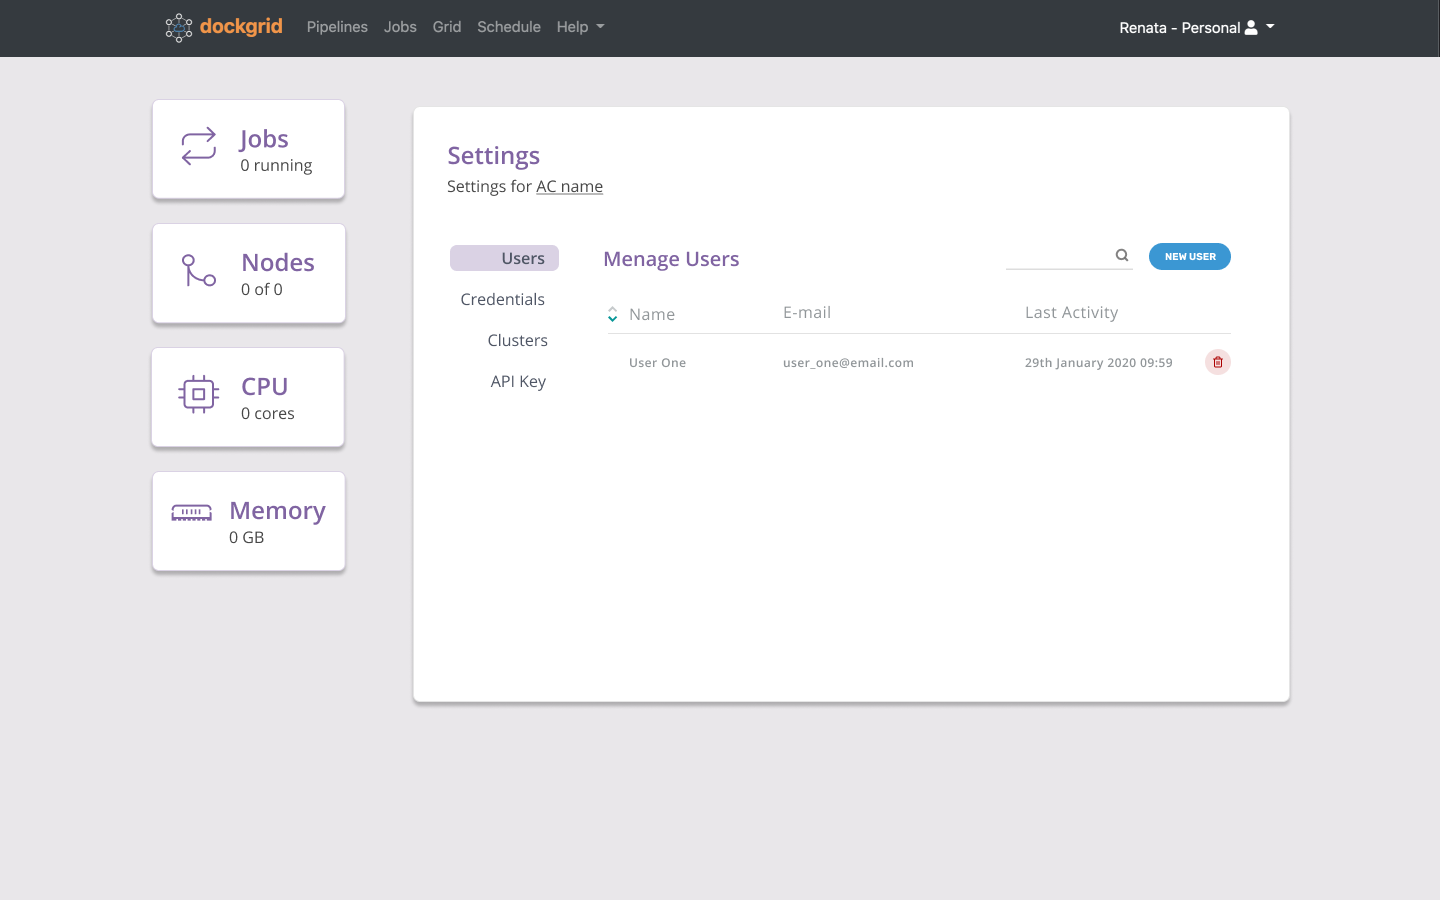 dockgrid Pipelines Jobs Grid Schedule Help Renata - Personal
Jobs
0 running
Nodes
0 of 0
CPU
0 cores
Memory
0 GB
Settings
Settings for AC name
Users
Credentials
Clusters
API Key
Menage Users NEW USER
Name E-mail Last Activity
User One user_one@email.com 29th January 2020 09:59